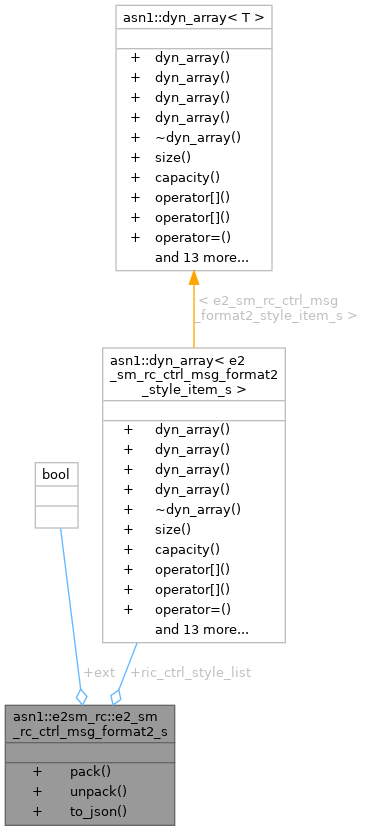 asn1::dyn_array< T >
+ dyn_array()
+ dyn_array()
+ dyn_array()
+ dyn_array()
+ ~dyn_array()
+ size()
+ capacity()
+ operator[]()
+ operator[]()
+ operator=()
and 13 more...
< e2_sm_rc_ctrl_msg
_format2_style_item_s >
asn1::dyn_array< e2
_sm_rc_ctrl_msg_format2
_style_item_s >
+ dyn_array()
+ dyn_array()
+ dyn_array()
+ dyn_array()
+ ~dyn_array()
+ size()
+ capacity()
+ operator[]()
+ operator[]()
+ operator=()
and 13 more...
bool
+ext
+ric_ctrl_style_list
asn1::e2sm_rc::e2_sm
_rc_ctrl_msg_format2_s
+ pack()
+ unpack()
+ to_json()